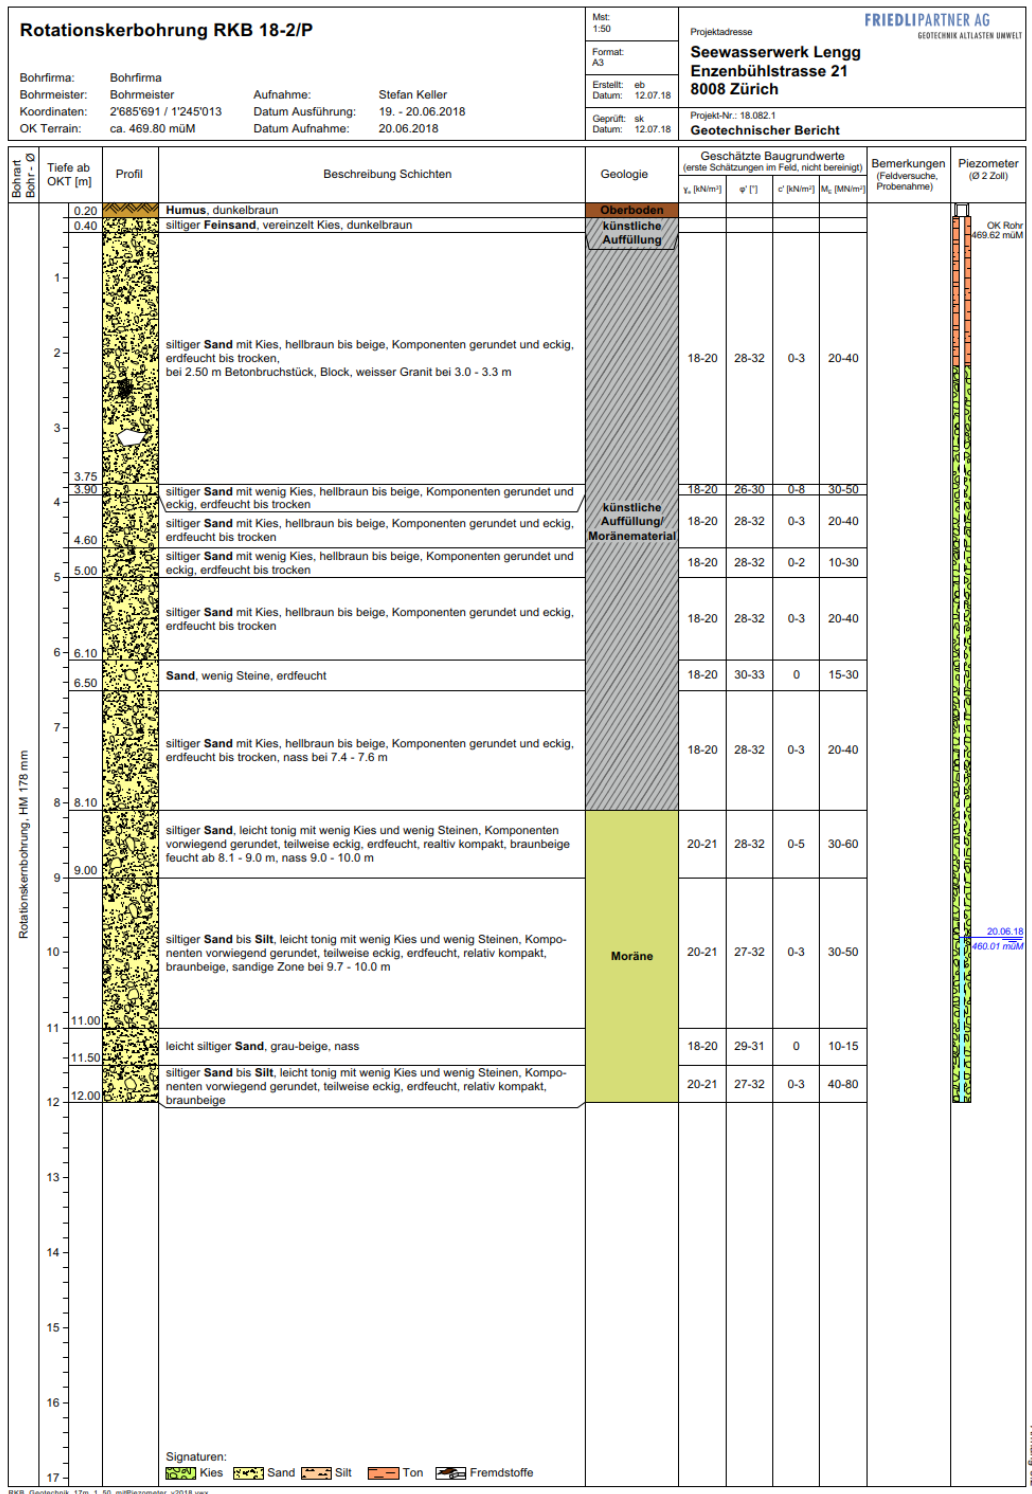 Rotationskerbohrung RKB 18-2/P
Bohrfirma: Bohrfirma
Bohrmeister: Bohrmeister Aufnahme: Stefan Keller
Koordinaten: 2'685'691 / 1'245'013 Datum Ausführung: 19. - 20.06.2018
OK Terrain: ca. 469.80 müM Datum Aufnahme: 20.06.2018
Mst:
1:50
Format:
A3
Erstellt: eb
Datum: 12.07.18
Geprüft: sk
Datum: 12.07.18
FRIEDLIPARTNER AG
GEOTECHNIK ALTLASTEN UMWELT
Projektadresse
Seewasserwerk Lengg
Enzenbühlstrasse 21
8008 Zürich
Projekt-Nr.: 18.082.1
Geotechnischer Bericht
Bohrart
Bohr - Ø
Tiefe ab
OKT [m]
Profil
Beschreibung Schichten
Geologie
Geschätzte Baugrundwerte
(erste Schätzungen im Feld, nicht bereinigt)
γₑ [kN/m³] φ' [°] c' [kN/m²] Mᴇ [MN/m²]
Bemerkungen
(Feldversuche,
Probenahme)
Piezometer
(Ø 2 Zoll)
Rotationskernbohrung, HM 178 mm
0.20 Humus, dunkelbraun Oberboden
0.40 siltiger Feinsand, vereinzelt Kies, dunkelbraun künstliche
Auffüllung
OK Rohr
469.62 müM
1
2
3
siltiger Sand mit Kies, hellbraun bis beige, Komponenten gerundet und eckig,
erdfeucht bis trocken,
bei 2.50 m Betonbruchstück, Block, weisser Granit bei 3.0 - 3.3 m
18-20 28-32 0-3 20-40
3.75
3.90 siltiger Sand mit wenig Kies, hellbraun bis beige, Komponenten gerundet und
eckig, erdfeucht bis trocken
18-20 26-30 0-8 30-50
4
künstliche
Auffüllung/
Moränematerial
siltiger Sand mit Kies, hellbraun bis beige, Komponenten gerundet und eckig,
erdfeucht bis trocken
18-20 28-32 0-3 20-40
4.60
siltiger Sand mit wenig Kies, hellbraun bis beige, Komponenten gerundet und
eckig, erdfeucht bis trocken
18-20 28-32 0-2 10-30
5 5.00
siltiger Sand mit Kies, hellbraun bis beige, Komponenten gerundet und eckig,
erdfeucht bis trocken
18-20 28-32 0-3 20-40
6 6.10
Sand, wenig Steine, erdfeucht
18-20 30-33 0 15-30
6.50
7
siltiger Sand mit Kies, hellbraun bis beige, Komponenten gerundet und eckig,
erdfeucht bis trocken, nass bei 7.4 - 7.6 m
18-20 28-32 0-3 20-40
8 8.10
siltiger Sand, leicht tonig mit wenig Kies und wenig Steinen, Komponenten
vorwiegend gerundet, teilweise eckig, erdfeucht, realtiv kompakt, braunbeige
feucht ab 8.1 - 9.0 m, nass 9.0 - 10.0 m
20-21 28-32 0-5 30-60
9 9.00
10
siltiger Sand bis Silt, leicht tonig mit wenig Kies und wenig Steinen, Kompo-
nenten vorwiegend gerundet, teilweise eckig, erdfeucht, relativ kompakt,
braunbeige, sandige Zone bei 9.7 - 10.0 m
Moräne
20-21 27-32 0-3 30-50
20.06.18
460.01 müM
11 11.00
leicht siltiger Sand, grau-beige, nass
18-20 29-31 0 10-15
11.50
siltiger Sand bis Silt, leicht tonig mit wenig Kies und wenig Steinen, Kompo-
nenten vorwiegend gerundet, teilweise eckig, erdfeucht, relativ kompakt,
braunbeige
20-21 27-32 0-3 40-80
12 12.00
13
14
15
16
17
Signaturen:
Kies Sand Silt Ton Fremdstoffe
RKB_Geotechnik_17m_1_50_mitPiezometer_v2018.vwx